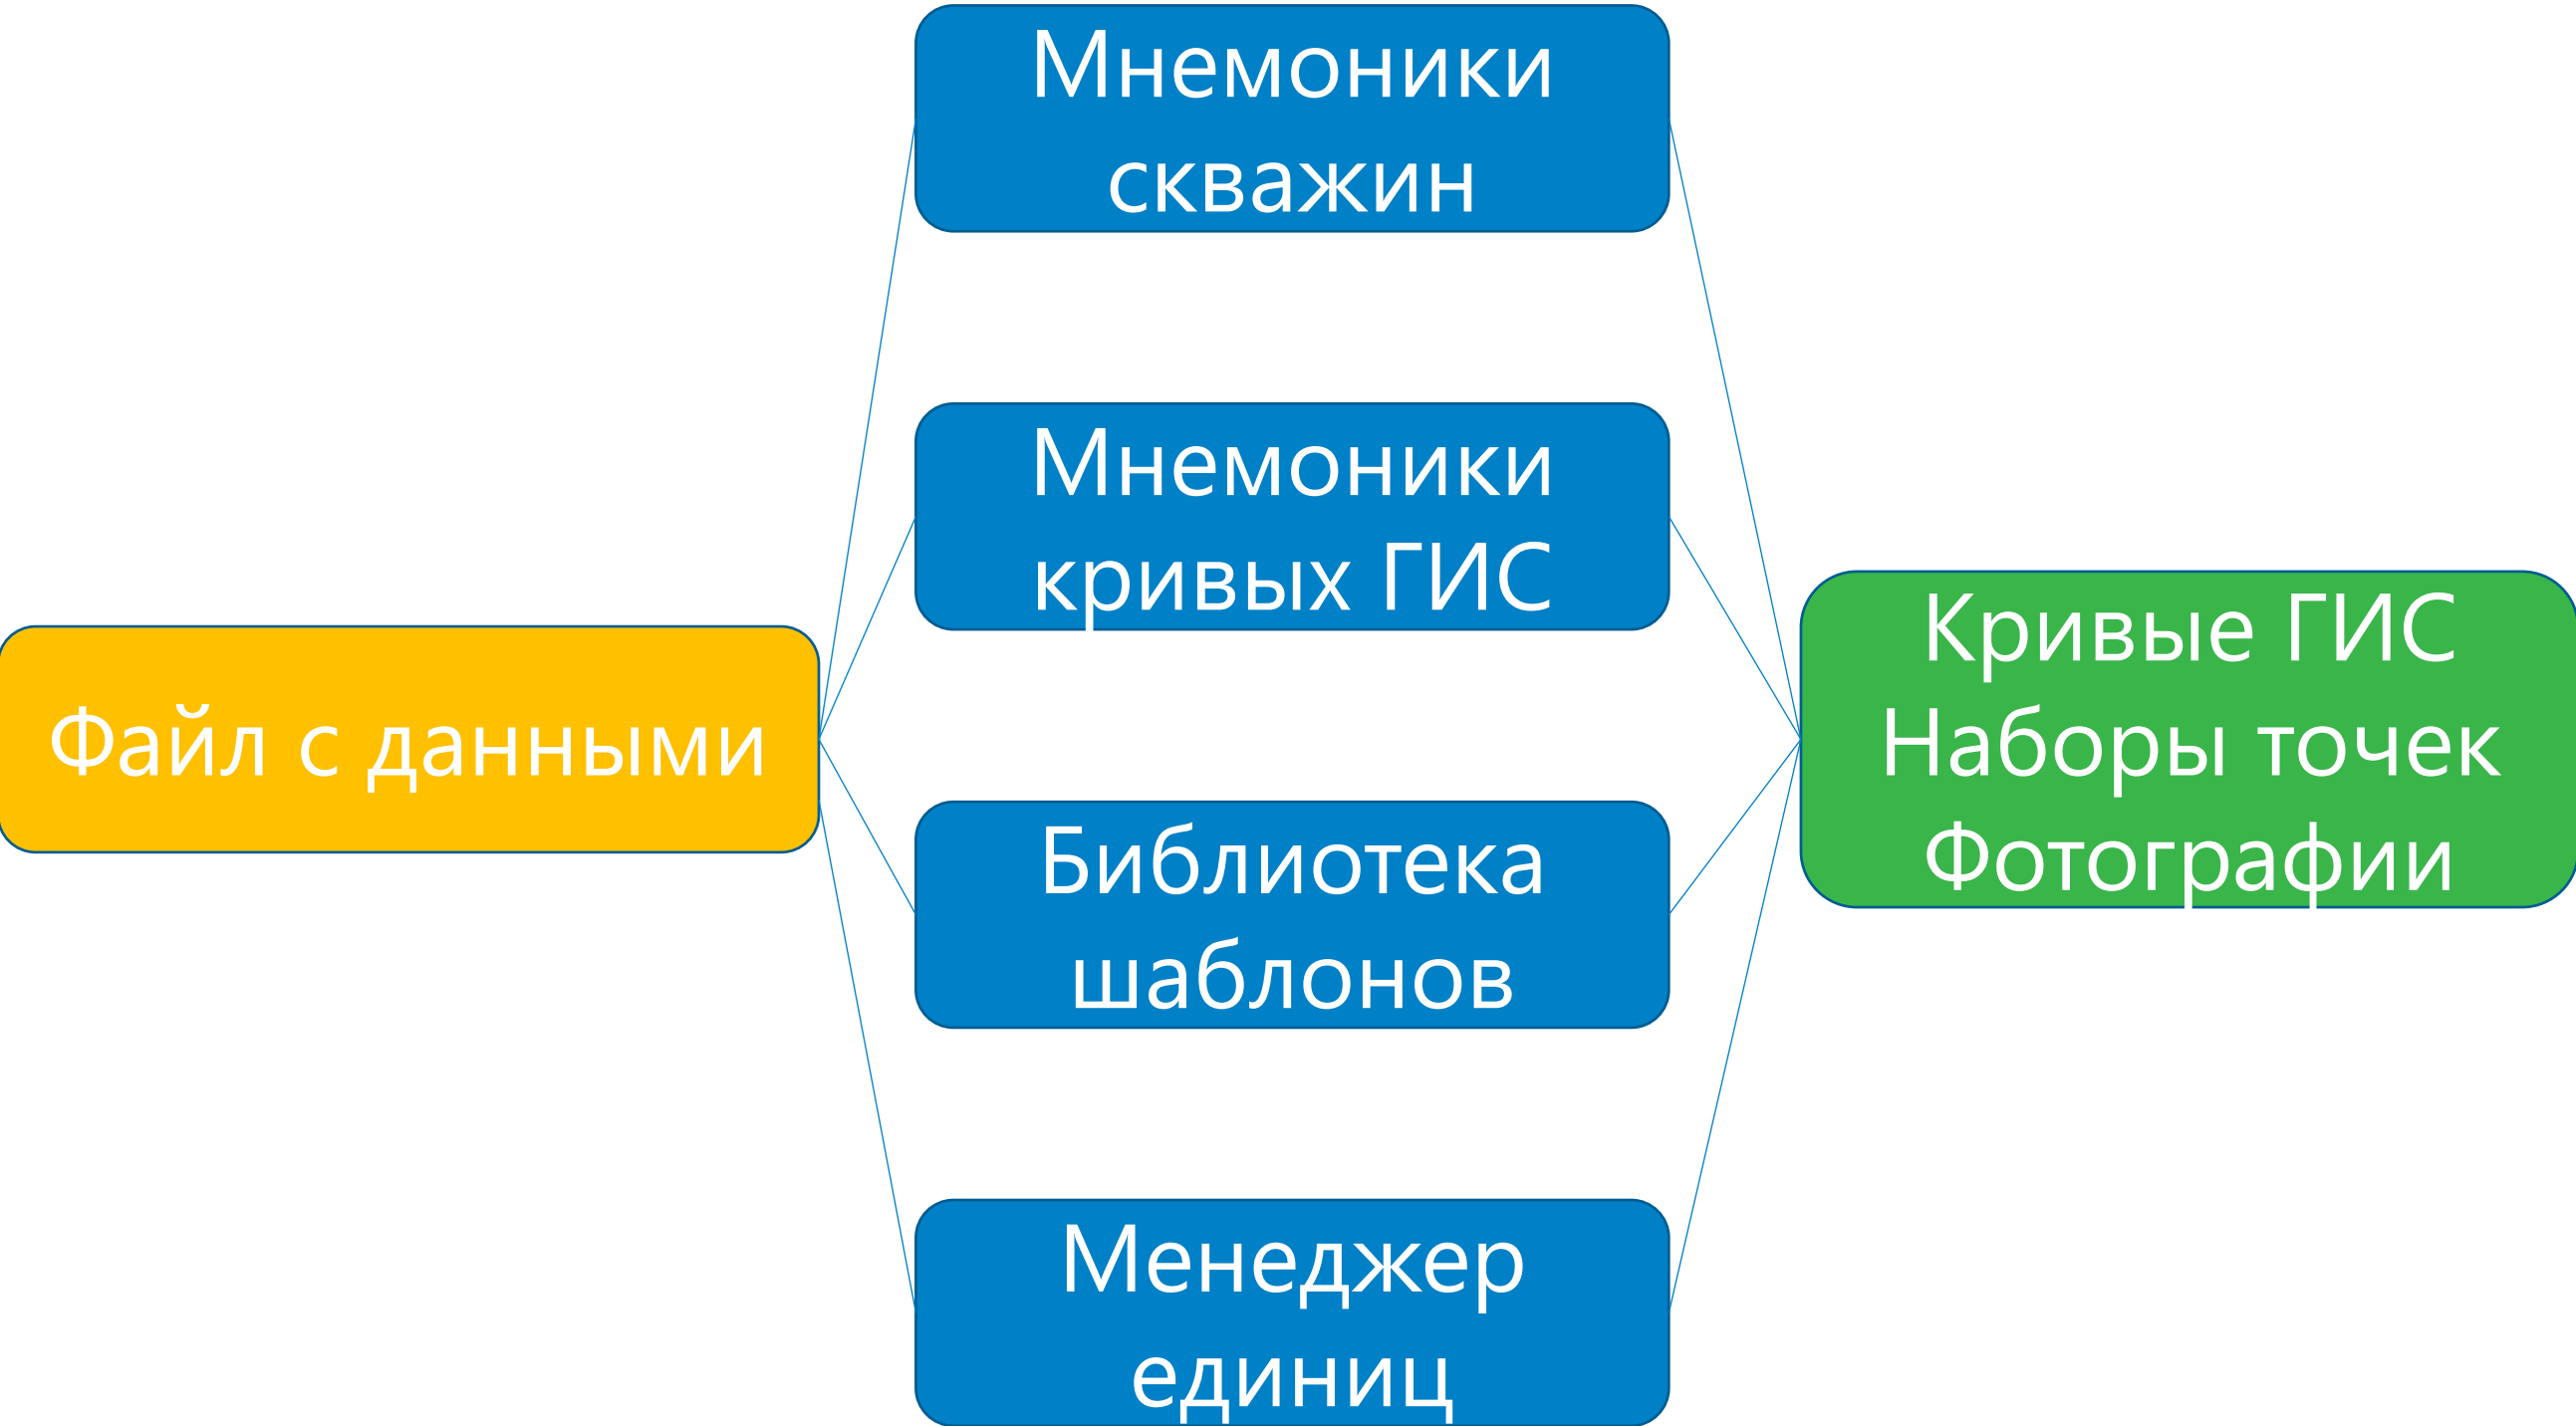 Файл с данными
Мнемоники
скважин
Мнемоники
кривых ГИС
Библиотека
шаблонов
Менеджер
единиц
Кривые ГИС
Наборы точек
Фотографии